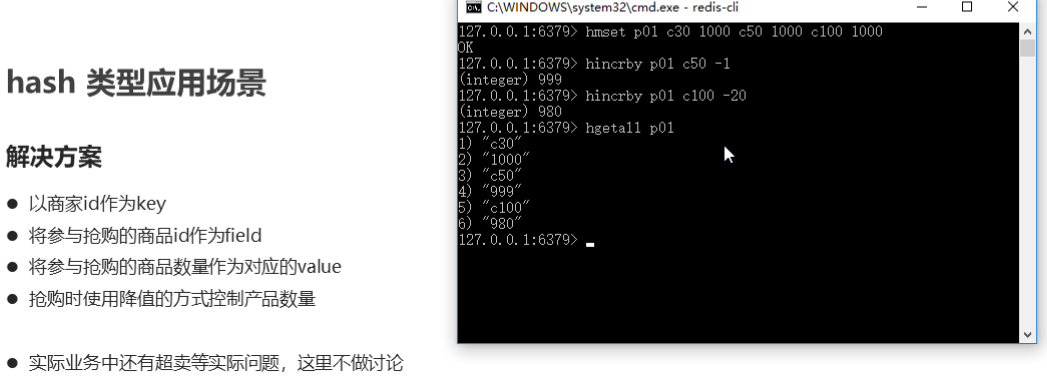 hash 类型应用场景
解决方案
● 以商家id作为key
● 将参与抢购的商品id作为field
● 将参与抢购的商品数量作为对应的value
● 抢购时使用降值的方式控制产品数量
● 实际业务中还有超卖等实际问题，这里不做讨论
C:\WINDOWS\system32\cmd.exe - redis-cli
127.0.0.1:6379> hmset p01 c30 1000 c50 1000 c100 1000
OK
127.0.0.1:6379> hincrby p01 c50 -1
(integer) 999
127.0.0.1:6379> hincrby p01 c100 -20
(integer) 980
127.0.0.1:6379> hgetall p01
1) "c30"
2) "1000"
3) "c50"
4) "999"
5) "c100"
6) "980"
127.0.0.1:6379>